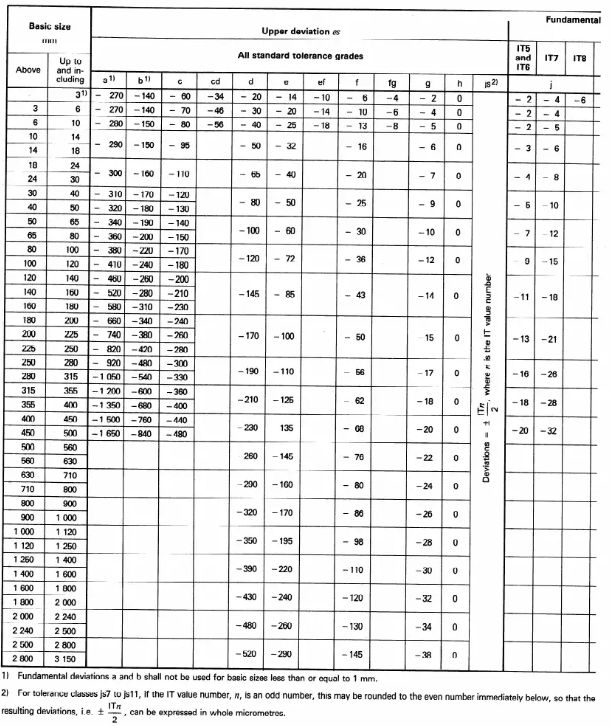 Basic size Upper deviation es Fundamental
mm
All standard tolerance grades
Above Up to and in-cluding a 1) b 1) c cd d e ef f fg g h js2) IT5 and IT6 IT7 IT8
j
3 1) - 270 -140 - 60 -34 - 20 - 14 -10 - 6 -4 - 2 0 - 2 - 4 -6
3 6 - 270 -140 - 70 -46 - 30 - 20 -14 - 10 -6 - 4 0 - 2 - 4
6 10 - 280 -150 - 80 -56 - 40 - 25 -18 - 13 -8 - 5 0 - 2 - 5
10 14 - 290 -150 - 95 - 50 - 32 - 16 - 6 0 - 3 - 6
14 18
18 24 - 300 -160 -110 - 65 - 40 - 20 - 7 0 - 4 - 8
24 30
30 40 - 310 -170 -120 - 80 - 50 - 25 - 9 0 - 5 -10
40 50 - 320 -180 -130
50 65 - 340 -190 -140 -100 - 60 - 30 -10 0 - 7 -12
65 80 - 360 -200 -150
80 100 - 380 -220 -170 -120 - 72 - 36 -12 0 - 9 -15
100 120 - 410 -240 -180
120 140 - 460 -260 -200
140 160 - 520 -280 -210 -145 - 85 - 43 -14 0 -11 -18
160 180 - 580 -310 -230
180 200 - 660 -340 -240
200 225 - 740 -380 -260 -170 -100 - 50 15 0 -13 -21
225 250 - 820 -420 -280
250 280 - 920 -480 -300 -190 -110 - 56 -17 0 -16 -26
280 315 -1 050 -540 -330
315 355 -1 200 -600 -360 -210 -125 - 62 -18 0 -18 -28
355 400 -1 350 -680 -400
400 450 -1 500 -760 -440 -230 135 - 68 -20 0 -20 -32
450 500 -1 650 -840 -480
500 560 260 -145 - 76 -22 0
560 630
630 710 -290 -160 - 80 -24 0
710 800
800 900 -320 -170 - 86 -26 0
900 1 000
1 000 1 120 -350 -195 - 98 -28 0
1 120 1 250
1 250 1 400 -390 -220 -110 -30 0
1 400 1 600
1 600 1 800 -430 -240 -120 -32 0
1 800 2 000
2 000 2 240 -480 -260 -130 -34 0
2 240 2 500
2 500 2 800 -520 -290 -145 -38 0
2 800 3 150
Deviations = ± ITn/2, where n is the IT value number
1) Fundamental deviations a and b shall not be used for basic sizes less than or equal to 1 mm.
2) For tolerance classes js7 to js11, if the IT value number, n, is an odd number, this may be rounded to the even number immediately below, so that the
resulting deviations, i.e. ± ITn/2, can be expressed in whole micrometres.